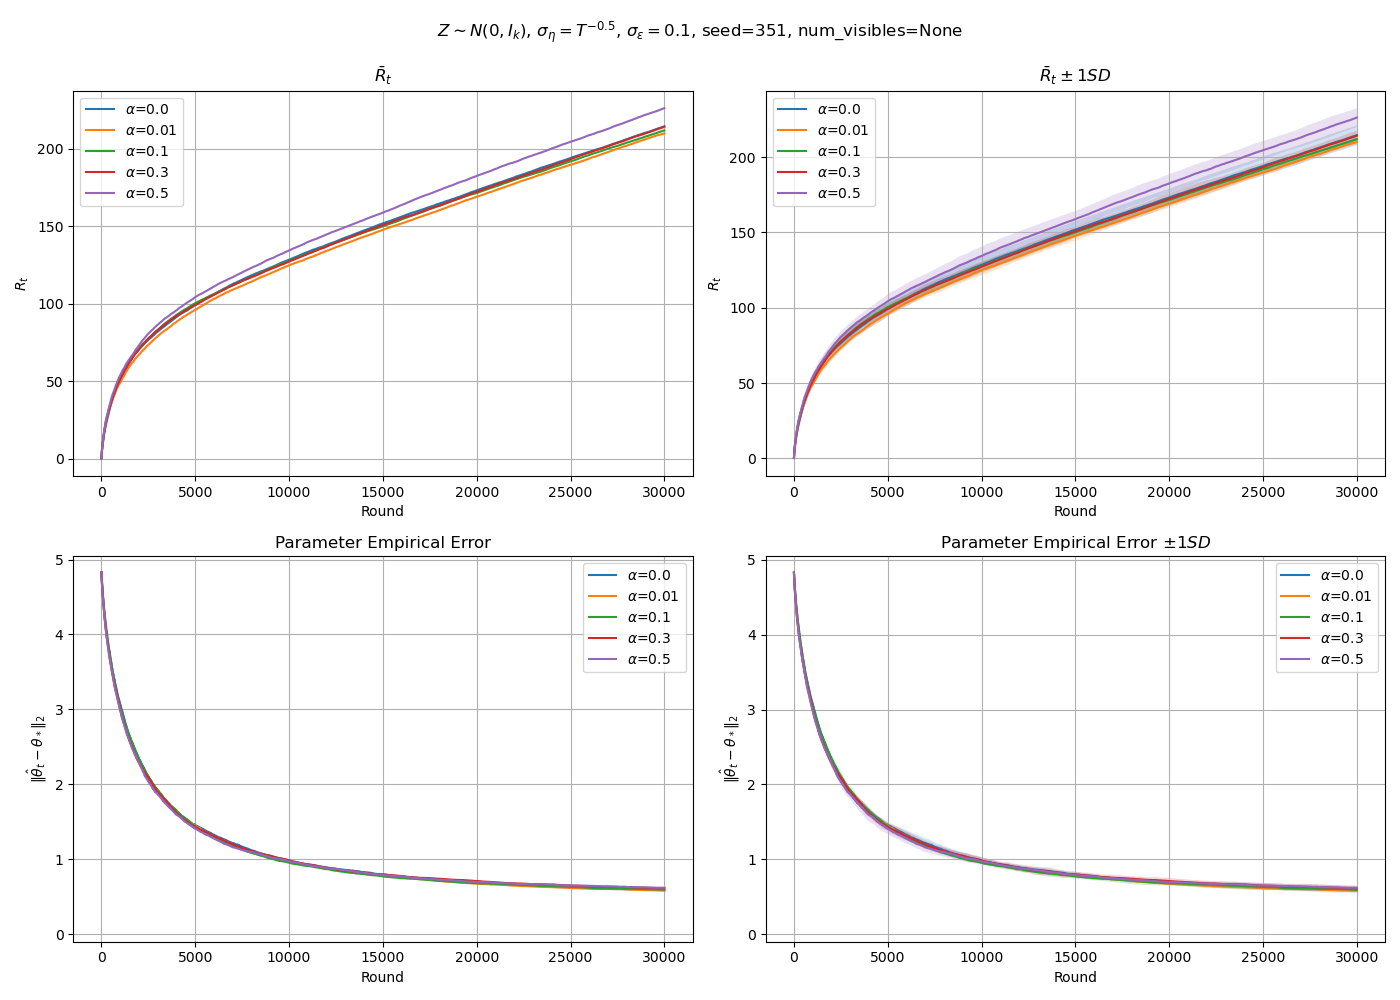 Z ~ N(0, I_k), σ_η = T^{-0.5}, σ_ε = 0.1, seed=351, num_visibles=None
R̄_t
R̄_t ± 1SD
α=0.0
α=0.01
α=0.1
α=0.3
α=0.5
R_t
200
150
100
50
0
0 5000 10000 15000 20000 25000 30000
Round
α=0.0
α=0.01
α=0.1
α=0.3
α=0.5
R_t
200
150
100
50
0
0 5000 10000 15000 20000 25000 30000
Round
Parameter Empirical Error
Parameter Empirical Error ±1SD
α=0.0
α=0.01
α=0.1
α=0.3
α=0.5
‖θ̂_t − θ_*‖_2
5
4
3
2
1
0
0 5000 10000 15000 20000 25000 30000
Round
α=0.0
α=0.01
α=0.1
α=0.3
α=0.5
‖θ̂_t − θ_*‖_2
5
4
3
2
1
0
0 5000 10000 15000 20000 25000 30000
Round